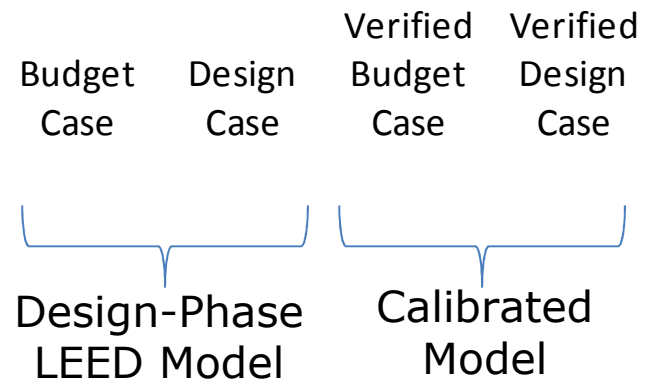 Budget
Case
Design
Case
Verified
Budget
Case
Verified
Design
Case
Design-Phase
LEED Model
Calibrated
Model